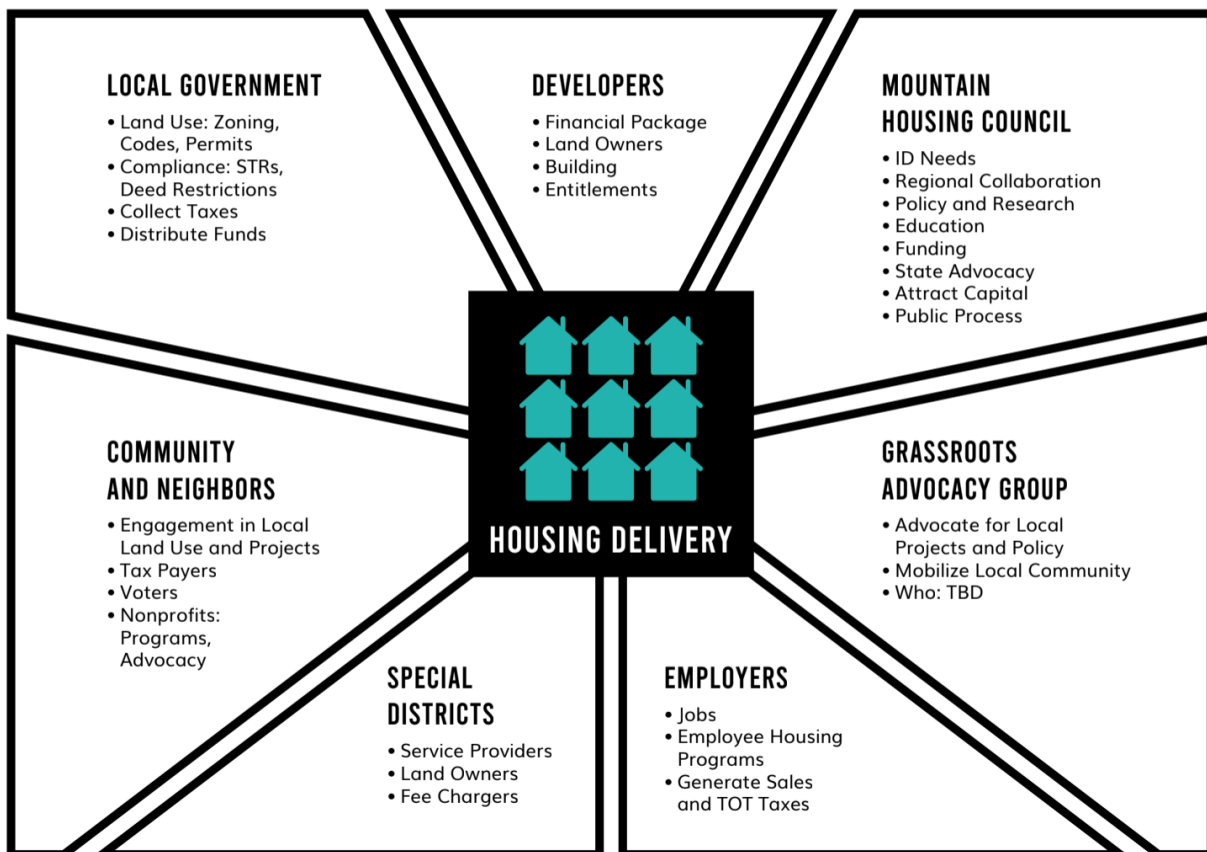 LOCAL GOVERNMENT
• Land Use: Zoning,
Codes, Permits
• Compliance: STRs,
Deed Restrictions
• Collect Taxes
• Distribute Funds
DEVELOPERS
• Financial Package
• Land Owners
• Building
• Entitlements
MOUNTAIN
HOUSING COUNCIL
• ID Needs
• Regional Collaboration
• Policy and Research
• Education
• Funding
• State Advocacy
• Attract Capital
• Public Process
COMMUNITY
AND NEIGHBORS
• Engagement in Local
Land Use and Projects
• Tax Payers
• Voters
• Nonprofits:
Programs,
Advocacy
HOUSING DELIVERY
GRASSROOTS
ADVOCACY GROUP
• Advocate for Local
Projects and Policy
• Mobilize Local Community
• Who: TBD
SPECIAL
DISTRICTS
• Service Providers
• Land Owners
• Fee Chargers
EMPLOYERS
• Jobs
• Employee Housing
Programs
• Generate Sales
and TOT Taxes